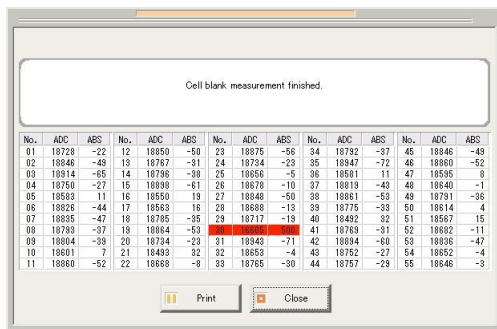 Cell blank measurement finished.
No. ADC ABS No. ADC ABS No. ADC ABS No. ADC ABS No. ADC ABS
01 18728 -22 12 18850 -50 23 18875 -56 34 18792 -37 45 18846 -49
02 18846 -49 13 18767 -31 24 18734 -23 35 18947 -72 46 18860 -52
03 18914 -65 14 18796 -38 25 18656 -5 36 18581 11 47 18595 8
04 18750 -27 15 18898 -61 26 18678 -10 37 18819 -43 48 18640 -1
05 18583 11 16 18550 19 27 18848 -50 38 18861 -53 49 18791 -36
06 18826 -44 17 18563 16 28 18688 -13 39 18775 -33 50 18614 4
07 18835 -47 18 18785 -35 29 18717 -19 40 18492 32 51 18567 15
08 18793 -37 19 18864 -53 30 16605 500 41 18769 -31 52 18682 -11
09 18804 -39 20 18734 -23 31 18943 -71 42 18894 -60 53 18836 -47
10 18601 7 21 18493 32 32 18653 -4 43 18752 -27 54 18652 -4
11 18860 -52 22 18668 -8 33 18765 -30 44 18757 -29 55 18646 -3
Print Close